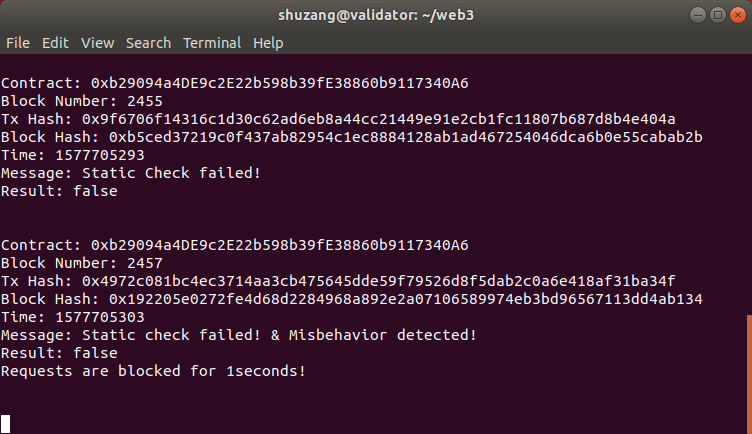 shuzang@validator: ~/web3
File Edit View Search Terminal Help
Contract: 0xb29094a4DE9c2E22b598b39fE38860b9117340A6
Block Number: 2455
Tx Hash: 0x9f6706f14316c1d30c62ad6eb8a44cc21449e91e2cb1fc11807b687d8b4e404a
Block Hash: 0xb5ced37219c0f437ab82954c1ec8884128ab1ad467254046dca6b0e55cabab2b
Time: 1577705293
Message: Static Check failed!
Result: false
Contract: 0xb29094a4DE9c2E22b598b39fE38860b9117340A6
Block Number: 2457
Tx Hash: 0x4972c081bc4ec3714aa3cb475645dde59f79526d8f5dab2c0a6e418af31ba34f
Block Hash: 0x192205e0272fe4d68d2284968a892e2a07106589974eb3bd96567113dd4ab134
Time: 1577705303
Message: Static check failed! & Misbehavior detected!
Result: false
Requests are blocked for 1seconds!